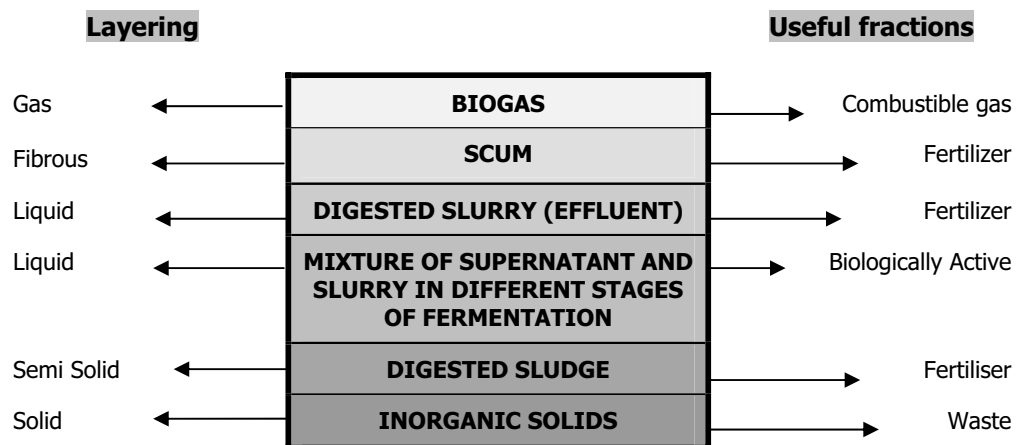 Layering Useful fractions
Gas BIOGAS Combustible gas
Fibrous SCUM Fertilizer
Liquid DIGESTED SLURRY (EFFLUENT) Fertilizer
Liquid MIXTURE OF SUPERNATANT AND Biologically Active
SLURRY IN DIFFERENT STAGES
OF FERMENTATION
Semi Solid DIGESTED SLUDGE Fertiliser
Solid INORGANIC SOLIDS Waste